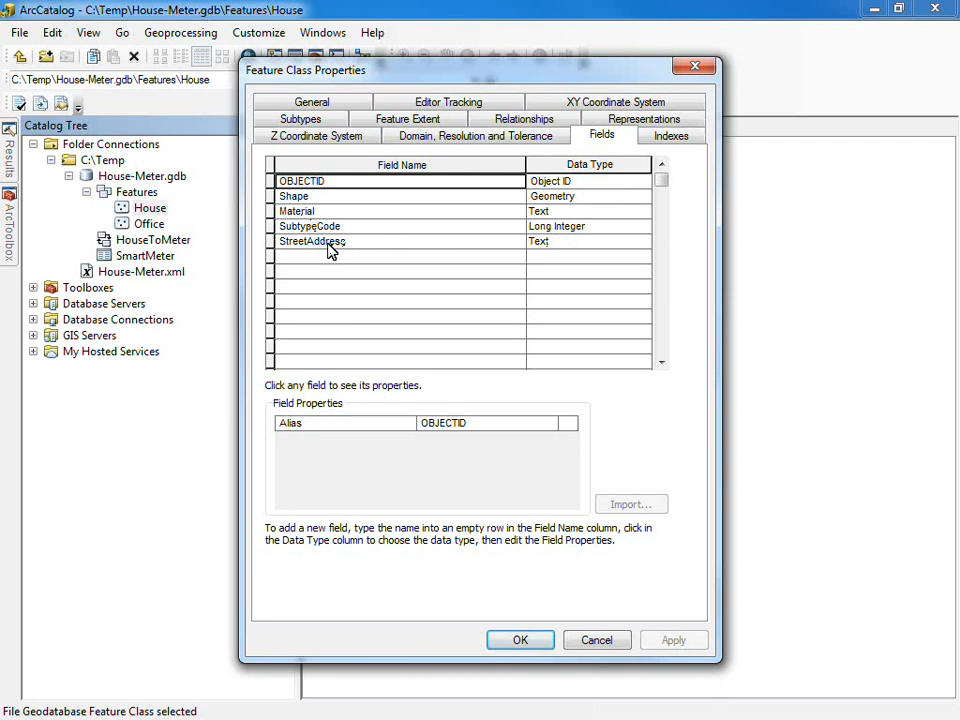 ArcCatalog - C:\Temp\House-Meter.gdb\Features\House
File Edit View Go Geoprocessing Customize Windows Help
C:\Temp\House-Meter.gdb\Features\House
Catalog Tree
Results
ArcToolbox
Folder Connections
C:\Temp
House-Meter.gdb
Features
House
Office
HouseToMeter
SmartMeter
House-Meter.xml
Toolboxes
Database Servers
Database Connections
GIS Servers
My Hosted Services
Feature Class Properties
General Editor Tracking XY Coordinate System
Subtypes Feature Extent Relationships Representations
Z Coordinate System Domain, Resolution and Tolerance Fields Indexes
Field Name Data Type
OBJECTID Object ID
Shape Geometry
Material Text
SubtypeCode Long Integer
StreetAddress Text
Click any field to see its properties.
Field Properties
Alias OBJECTID
Import...
To add a new field, type the name into an empty row in the Field Name column, click in
the Data Type column to choose the data type, then edit the Field Properties.
OK Cancel Apply
File Geodatabase Feature Class selected